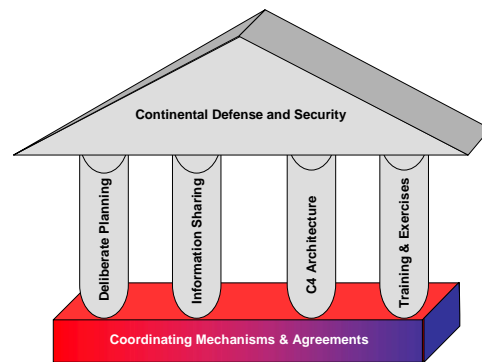 Continental Defense and Security
Deliberate Planning
Information Sharing
C4 Architecture
Training & Exercises
Coordinating Mechanisms & Agreements